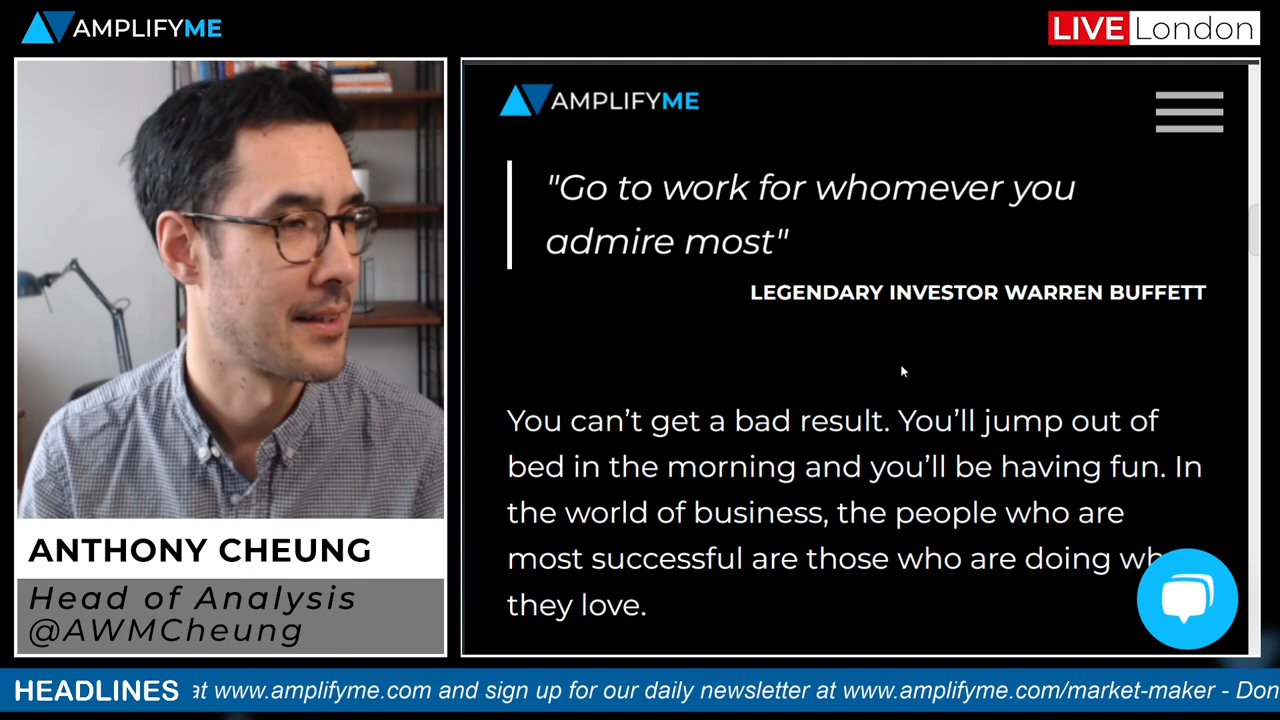 AMPLIFYME
LIVE London
AMPLIFYME
"Go to work for whomever you
admire most"
LEGENDARY INVESTOR WARREN BUFFETT
You can’t get a bad result. You’ll jump out of
bed in the morning and you’ll be having fun. In
the world of business, the people who are
most successful are those who are doing
they love.
ANTHONY CHEUNG
Head of Analysis
@AWMCheung
HEADLINES at www.amplifyme.com and sign up for our daily newsletter at www.amplifyme.com/market-maker - Don